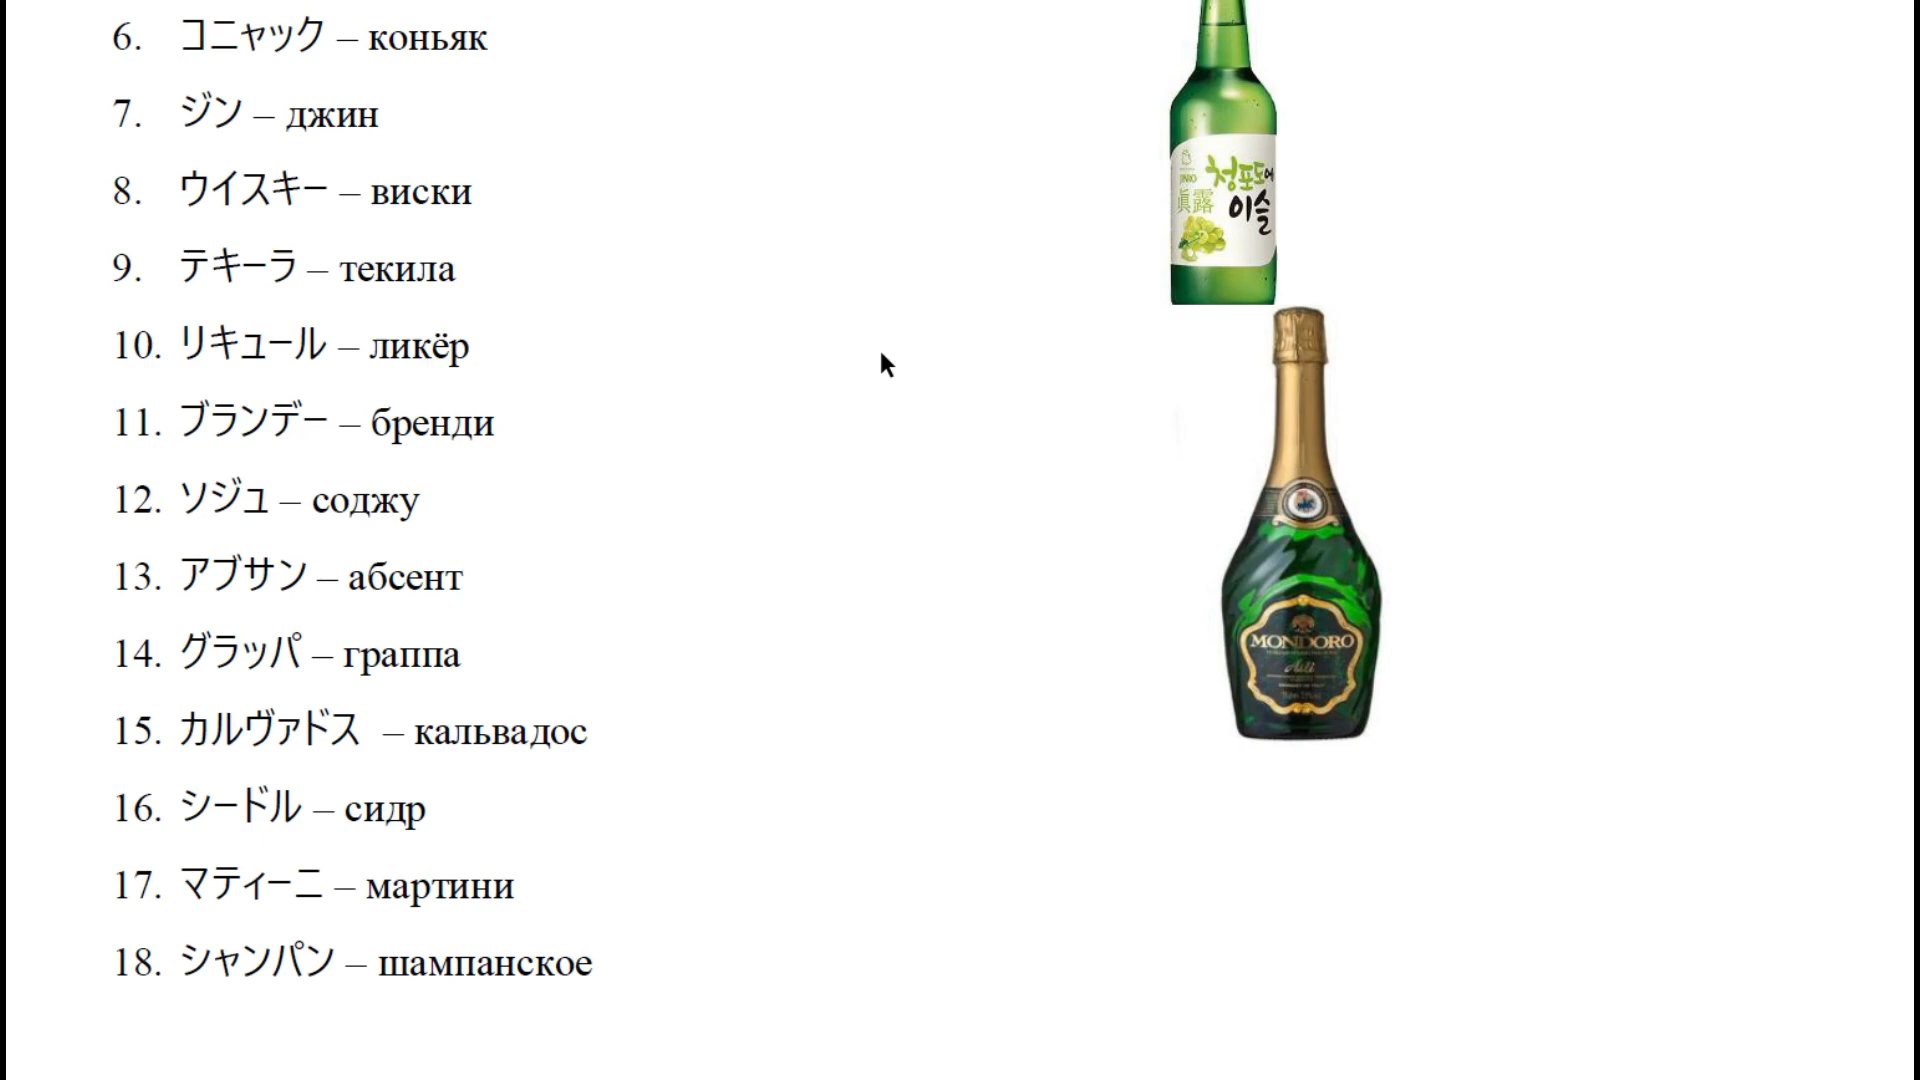 6. コニャック – коньяк
7. ジン – джин
8. ウイスキー – виски
9. テキーラ – текила
10. リキュール – ликёр
11. ブランデー – бренди
12. ソジュ – соджу
13. アブサン – абсент
14. グラッパ – граппа
15. カルヴァドス – кальвадос
16. シードル – сидр
17. マティーニ – мартини
18. シャンパン – шампанское
청포도에
JINRO
眞露
이슬
MONDORO
Asti